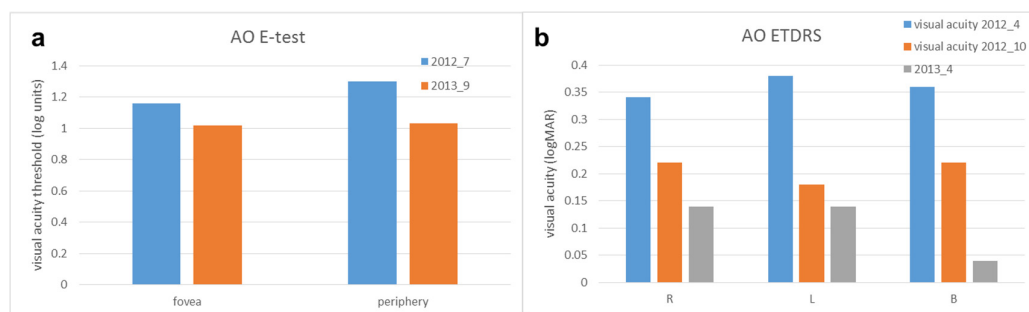 a
AO E-test
2012_7
2013_9
visual acuity threshold (log units)
1.4
1.2
1
0.8
0.6
0.4
0.2
0
fovea
periphery
b
AO ETDRS
visual acuity 2012_4
visual acuity 2012_10
2013_4
visual acuity (logMAR)
0.4
0.35
0.3
0.25
0.2
0.15
0.1
0.05
0
R
L
B